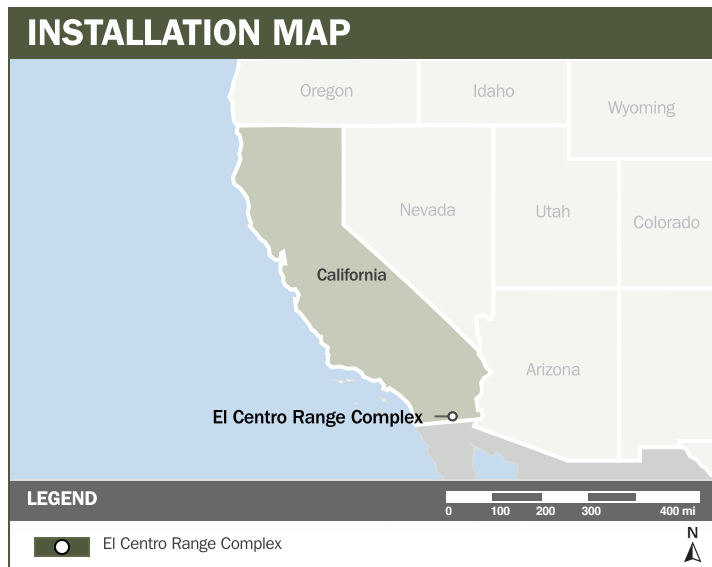 INSTALLATION MAP
Oregon
Idaho
Wyoming
Nevada
Utah
Colorado
California
Arizona
El Centro Range Complex
LEGEND
0 100 200 300 400 mi
N
El Centro Range Complex